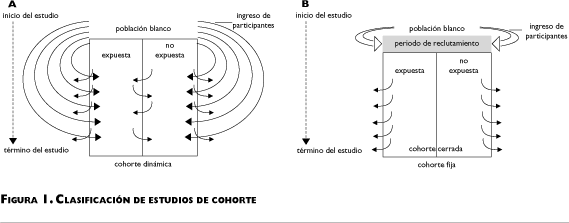 A
inicio del estudio
población blanco
ingreso de
participantes
expuesta
no
expuesta
término del estudio
cohorte dinámica
B
inicio del estudio
población blanco
ingreso de
participantes
periodo de reclutamiento
expuesta
no
expuesta
término del estudio
cohorte cerrada
cohorte fija
FIGURA 1. CLASIFICACIÓN DE ESTUDIOS DE COHORTE